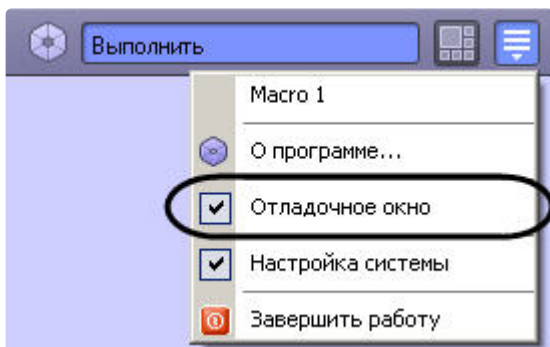 Выполнить
Macro 1
О программе...
Отладочное окно
Настройка системы
Завершить работу